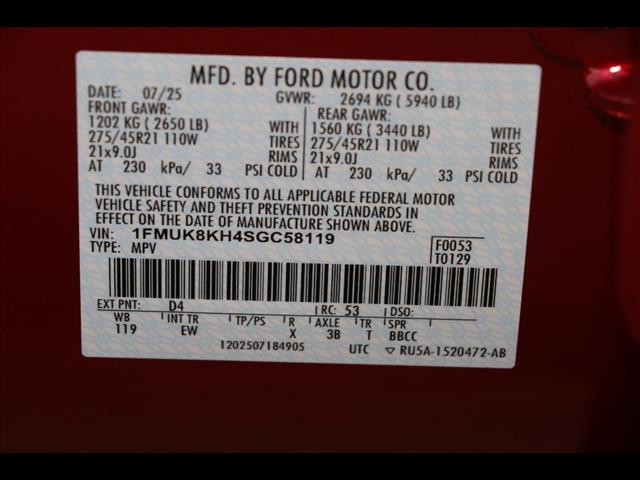 MFD. BY FORD MOTOR CO.
DATE: 07/25 GVWR: 2694 KG ( 5940 LB)
FRONT GAWR: REAR GAWR:
1202 KG ( 2650 LB) WITH 1560 KG ( 3440 LB) WITH
275/45R21 110W TIRES 275/45R21 110W TIRES
21x9.0J RIMS 21x9.0J RIMS
AT 230 kPa/ 33 PSI COLD AT 230 kPa/ 33 PSI COLD
THIS VEHICLE CONFORMS TO ALL APPLICABLE FEDERAL MOTOR
VEHICLE SAFETY AND THEFT PREVENTION STANDARDS IN
EFFECT ON THE DATE OF MANUFACTURE SHOWN ABOVE.
VIN: 1FMUK8KH4SGC58119 F0053
TYPE: MPV T0129
EXT PNT: D4 RC: 53 DSO:
WB INT TR TP/PS R AXLE TR SPR
119 EW X 3B T BBCC
1202507184905 UTC ▽ RU5A-1520472-AB